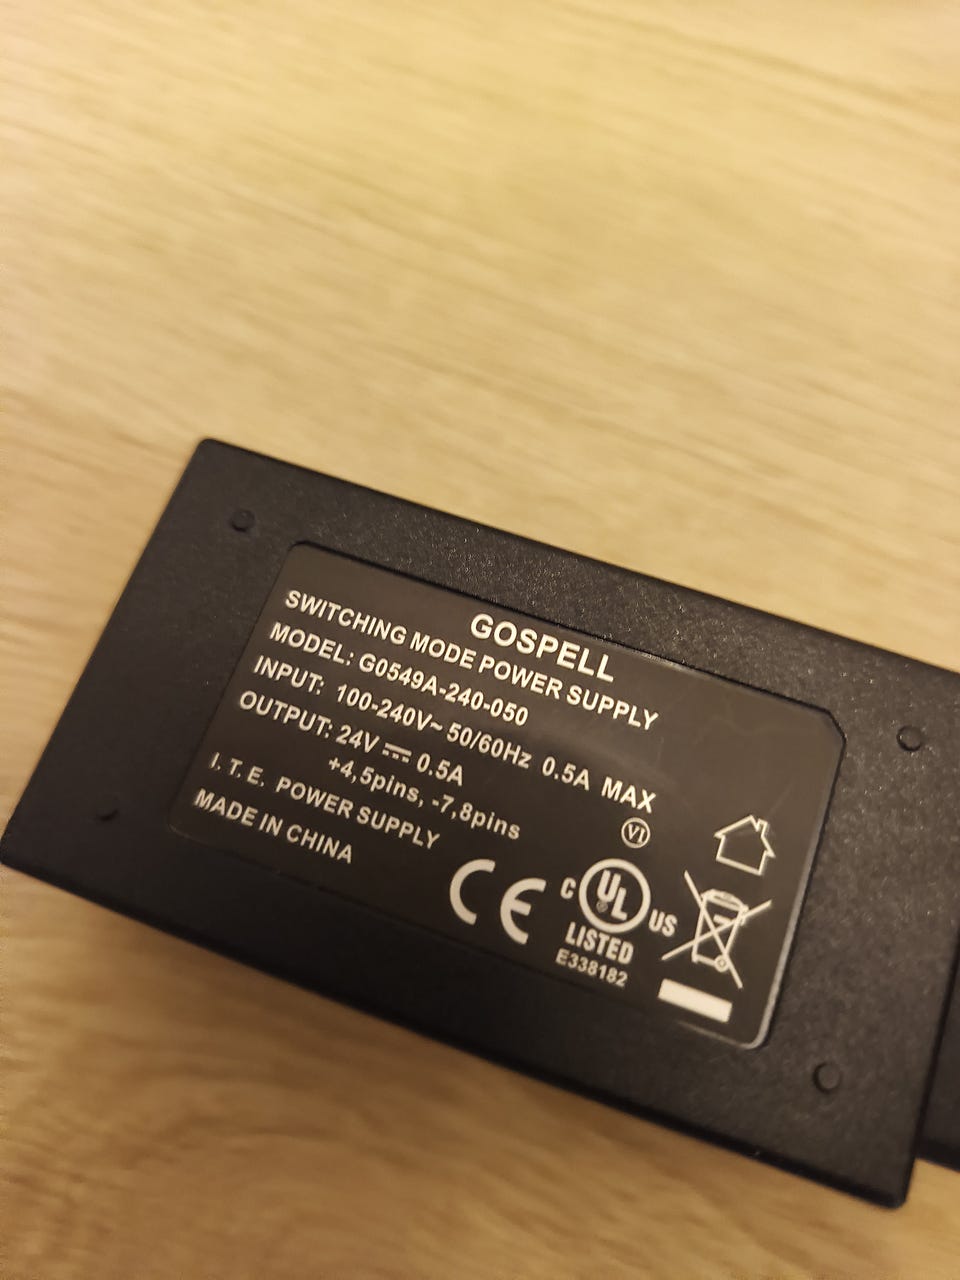 GOSPELL
SWITCHING MODE POWER SUPPLY
MODEL: G0549A-240-050
INPUT: 100-240V~ 50/60Hz 0.5A MAX
OUTPUT: 24V ⎓ 0.5A
+4,5pins, -7,8pins
I. T. E. POWER SUPPLY
MADE IN CHINA
VI
CE
C UL ® US
LISTED
E338182